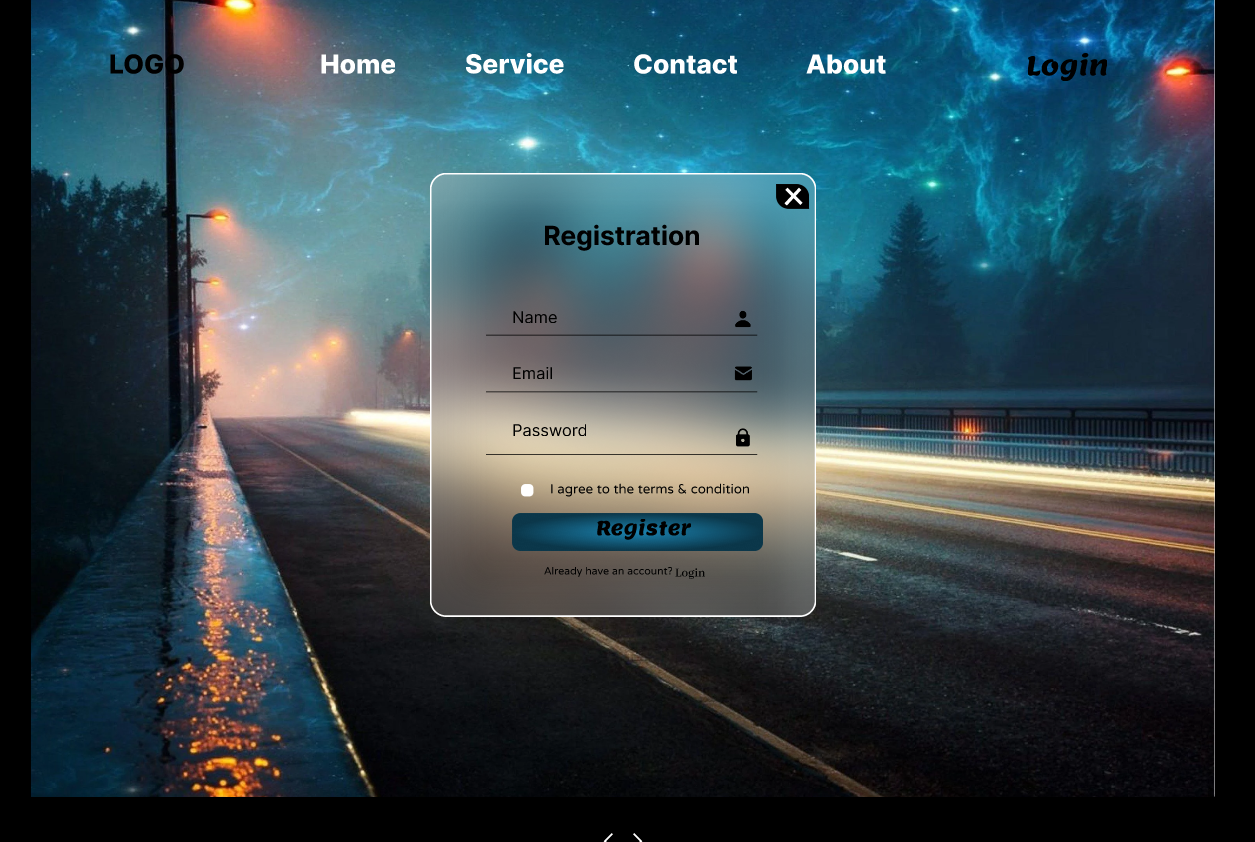 LOGO Home Service Contact About Login
Registration
Name
Email
Password
I agree to the terms & condition
Register
Already have an account? Login